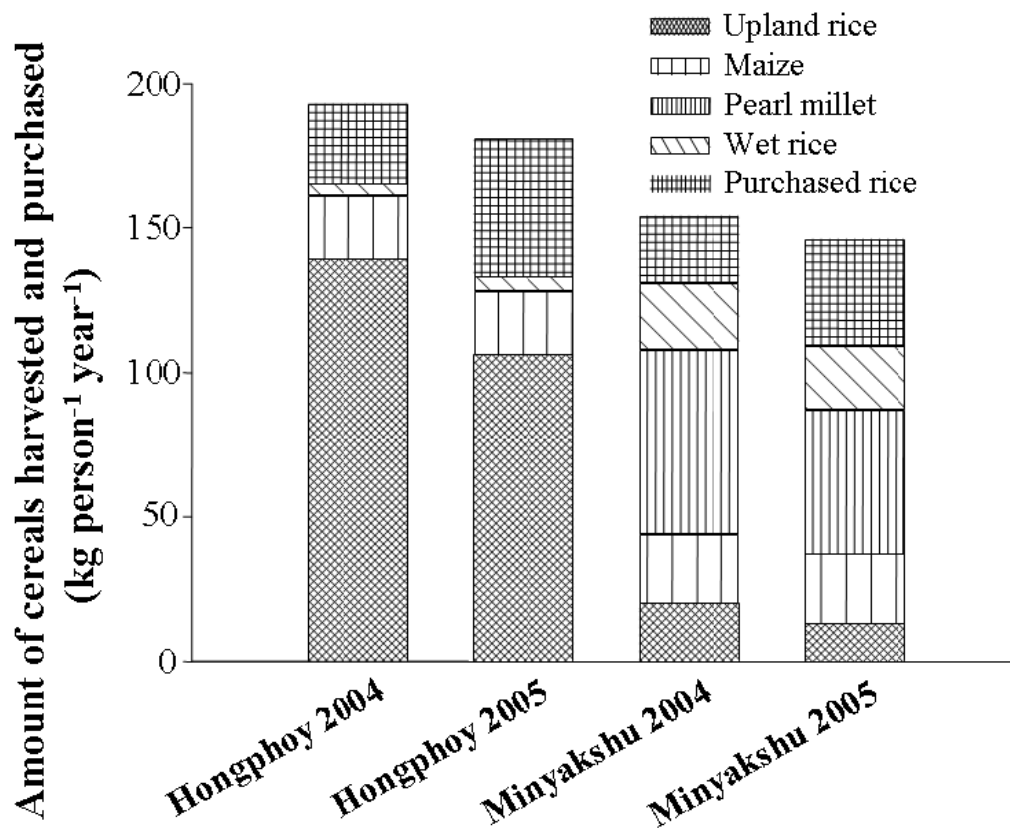 Amount of cereals harvested and purchased
(kg person⁻¹ year⁻¹)
Upland rice
Maize
Pearl millet
Wet rice
Purchased rice
200
150
100
50
0
Hongphoy 2004
Hongphoy 2005
Minyakshu 2004
Minyakshu 2005